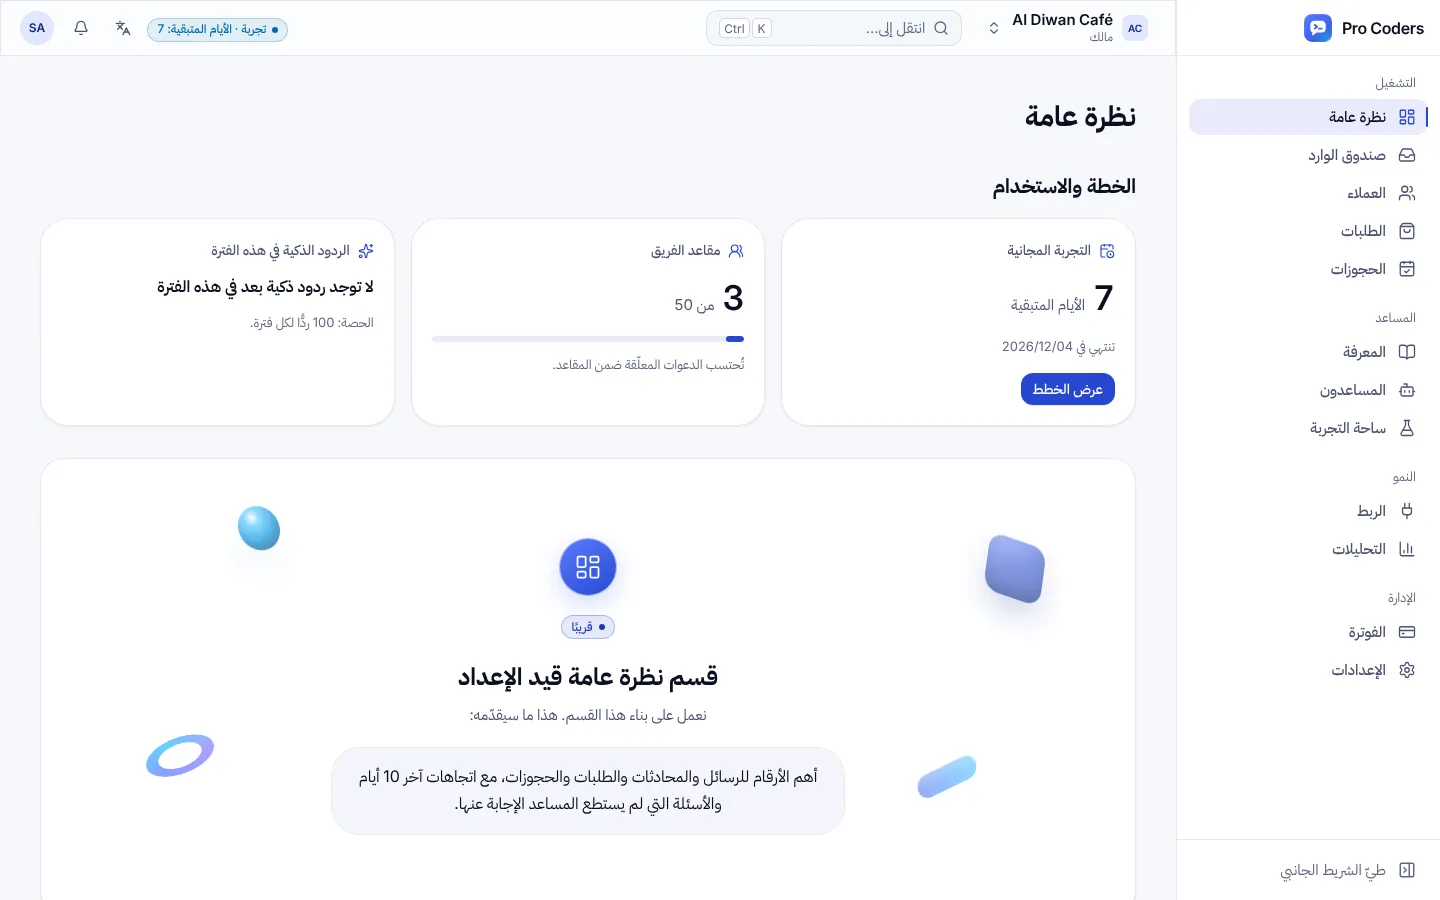 Pro Coders
التشغيل
نظرة عامة
صندوق الوارد
العملاء
الطلبات
الحجوزات
المساعد
المعرفة
المساعدون
ساحة التجربة
النمو
الربط
التحليلات
الإدارة
الفوترة
الإعدادات
طيّ الشريط الجانبي
AC
Al Diwan Café
مالك
انتقل إلى...
Ctrl K
تجربة · الأيام المتبقية: 7
SA
نظرة عامة
الخطة والاستخدام
التجربة المجانية
7 الأيام المتبقية
تنتهي في 2026/12/04
عرض الخطط
مقاعد الفريق
3 من 50
تُحتسب الدعوات المعلّقة ضمن المقاعد.
الردود الذكية في هذه الفترة
لا توجد ردود ذكية بعد في هذه الفترة
الحصة: 100 ردًّا لكل فترة.
قريبًا
قسم نظرة عامة قيد الإعداد
نعمل على بناء هذا القسم. هذا ما سيقدّمه:
أهم الأرقام للرسائل والمحادثات والطلبات والحجوزات، مع اتجاهات آخر 10 أيام
والأسئلة التي لم يستطع المساعد الإجابة عنها.